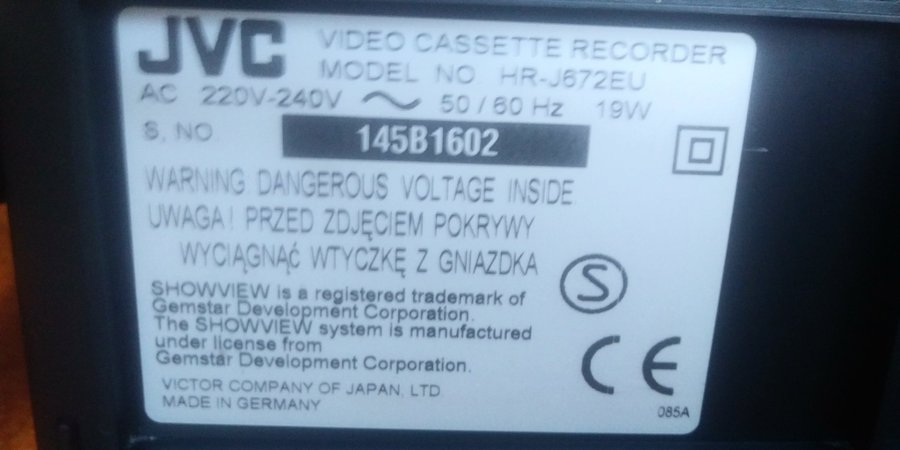 JVC
VIDEO CASSETTE RECORDER
MODEL NO HR-J672EU
AC 220V-240V ~ 50/60 Hz 19W
S. NO 145B1602
WARNING DANGEROUS VOLTAGE INSIDE
UWAGA! PRZED ZDJĘCIEM POKRYWY
WYCIĄGNĄĆ WTYCZKĘ Z GNIAZDKA
SHOWVIEW is a registered trademark of
Gemstar Development Corporation.
The SHOWVIEW system is manufactured
under license from
Gemstar Development Corporation.
VICTOR COMPANY OF JAPAN, LTD
MADE IN GERMANY
S
CE
085A